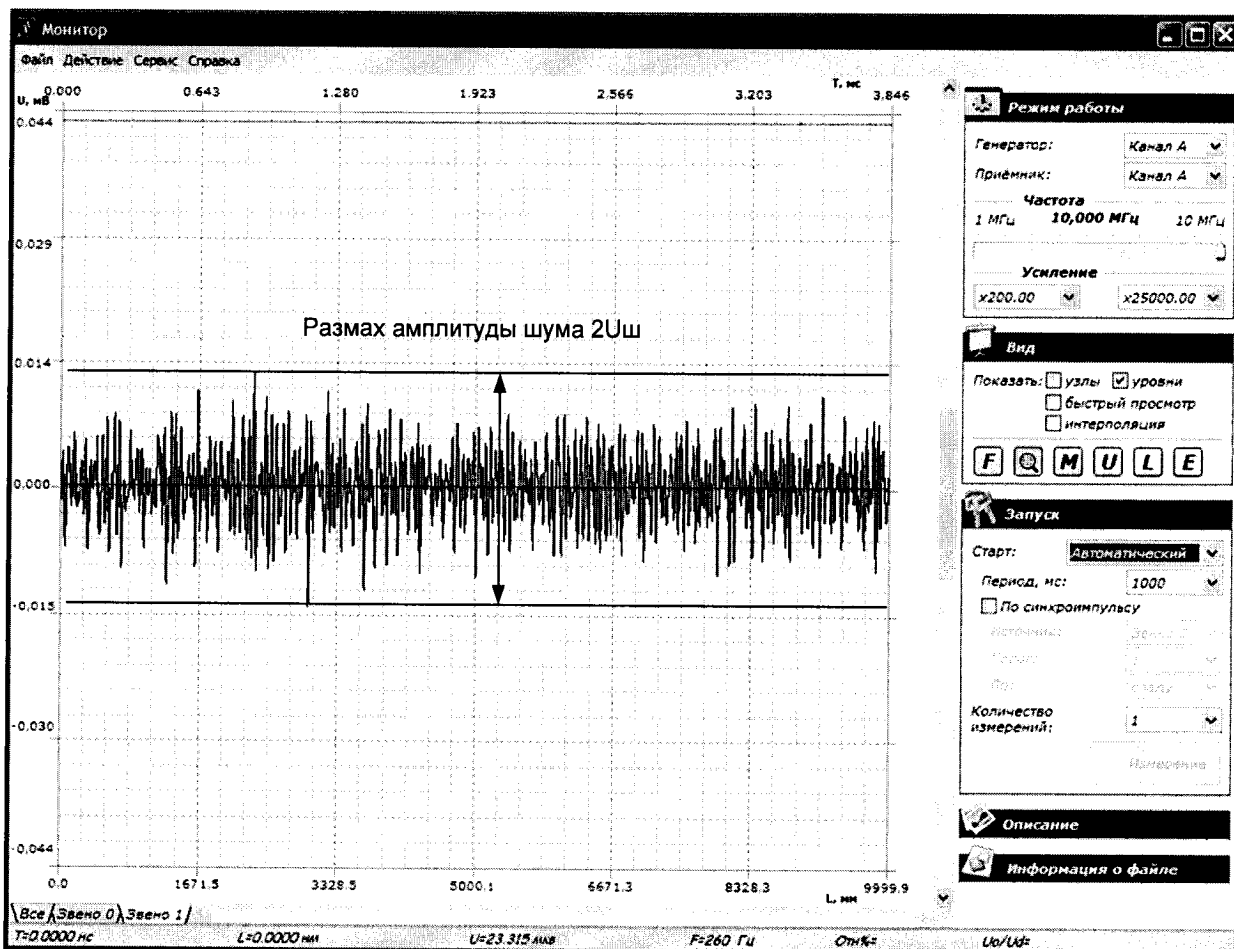 Монитор
Файл Действие Сервис Справка
U, мВ
T, мс
0.000 0.643 1.280 1.923 2.566 3.203 3.846
0.044
0.029
0.014
0.000
-0.015
-0.030
-0.044
Размах амплитуды шума 2Uш
0.0 1671.5 3328.5 5000.1 6671.3 8328.3 9999.9
L, мм
Все Звено 0 Звено 1
T=0.0000 нс L=0.0000 мм U=23.315 мкв F=260 Гц Отн%= Uo/Ud=
Режим работы
Генератор: Канал A
Приёмник: Канал A
Частота
1 МГц 10,000 МГц 10 МГц
Усиление
x200.00 x25000.00
Вид
Показать: узлы уровни
быстрый просмотр
интерполяция
F M U L E
Запуск
Старт: Автоматический
Период, мс: 1000
По синхроимпульсу
Источник:
По:
Количество
измерений: 1
Измерение
Описание
Информация о файле